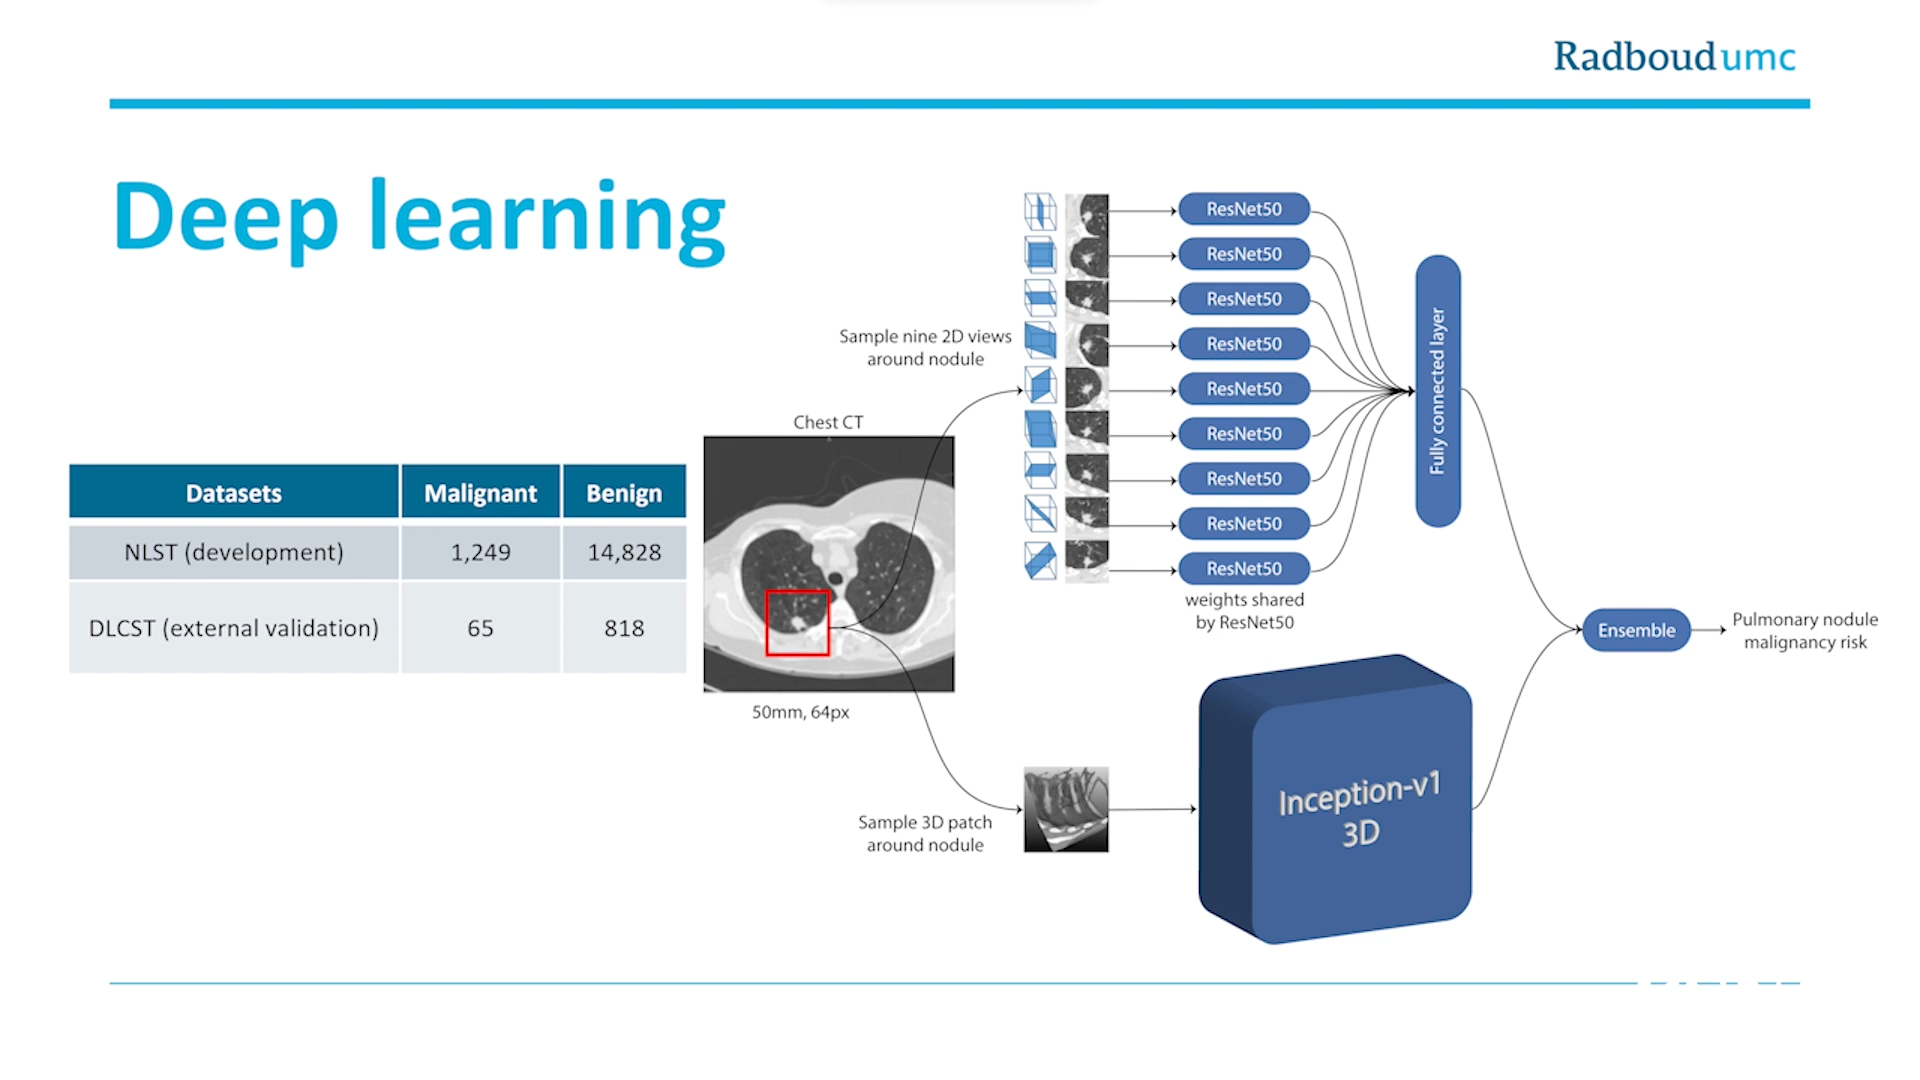 Radboudumc
Deep learning
Datasets Malignant Benign
NLST (development) 1,249 14,828
DLCST (external validation) 65 818
Chest CT
50mm, 64px
Sample nine 2D views
around nodule
Sample 3D patch
around nodule
ResNet50
ResNet50
ResNet50
ResNet50
ResNet50
ResNet50
ResNet50
ResNet50
ResNet50
weights shared
by ResNet50
Fully connected layer
Inception-v1
3D
Ensemble
Pulmonary nodule
malignancy risk